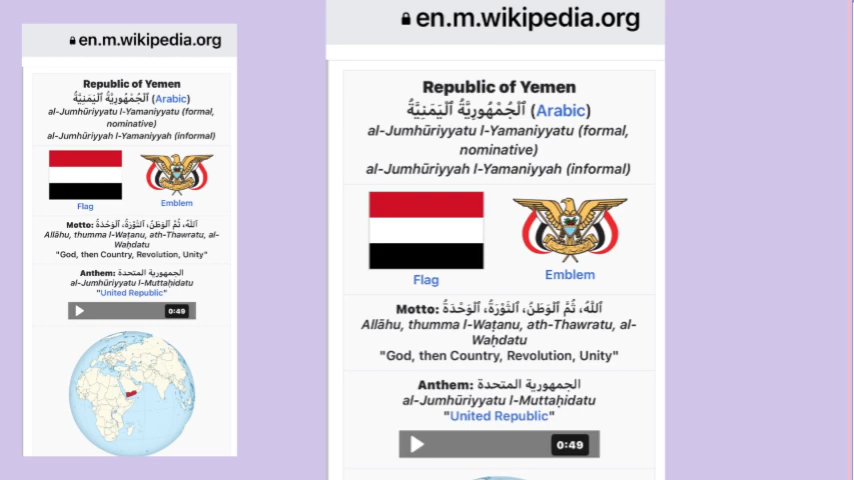 en.m.wikipedia.org
Republic of Yemen
ٱلْجُمْهُورِيَّةُ ٱلْيَمَنِيَّةُ (Arabic)
al-Jumhūriyyatu l-Yamaniyyatu (formal,
nominative)
al-Jumhūriyyah l-Yamaniyyah (informal)
Flag
Emblem
Motto: ٱللَّهُ، ثُمَّ ٱلْوَطَنُ، ٱلثَّوْرَةُ، ٱلْوَحْدَةُ
Allāhu, thumma l-Waṭanu, ath-Thawratu, al-
Waḥdatu
"God, then Country, Revolution, Unity"
Anthem: الجمهورية المتحدة
al-Jumhūriyyatu l-Muttaḥidatu
"United Republic"
0:49
en.m.wikipedia.org
Republic of Yemen
ٱلْجُمْهُورِيَّةُ ٱلْيَمَنِيَّةُ (Arabic)
al-Jumhūriyyatu l-Yamaniyyatu (formal,
nominative)
al-Jumhūriyyah l-Yamaniyyah (informal)
Flag
Emblem
Motto: ٱللَّهُ، ثُمَّ ٱلْوَطَنُ، ٱلثَّوْرَةُ، ٱلْوَحْدَةُ
Allāhu, thumma l-Waṭanu, ath-Thawratu, al-
Waḥdatu
"God, then Country, Revolution, Unity"
Anthem: الجمهورية المتحدة
al-Jumhūriyyatu l-Muttaḥidatu
"United Republic"
0:49